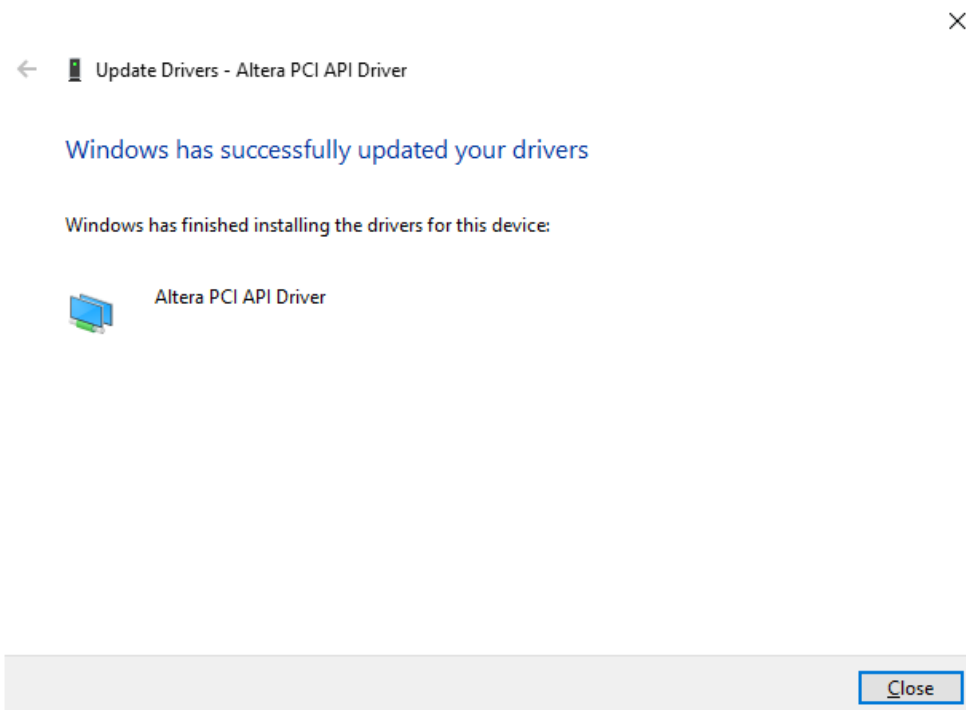 Update Drivers - Altera PCI API Driver
Windows has successfully updated your drivers
Windows has finished installing the drivers for this device:
Altera PCI API Driver
Close